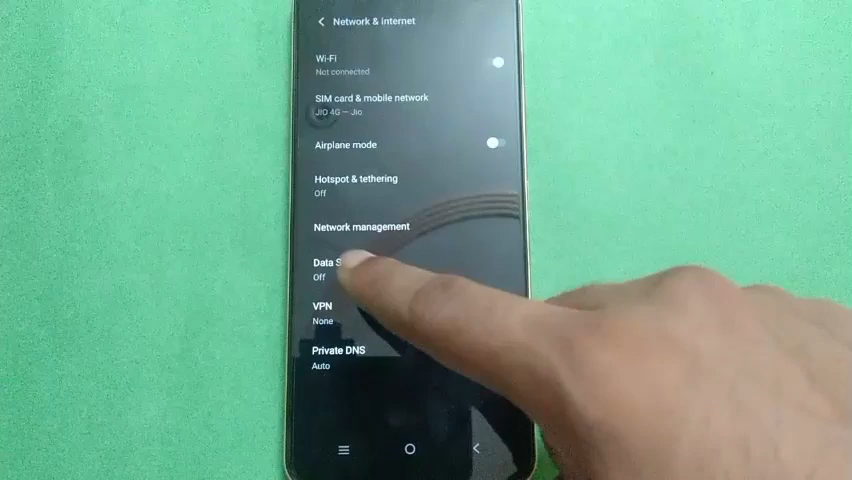 Network & internet
Wi-Fi
Not connected
SIM card & mobile network
JIO 4G — Jio
Airplane mode
Hotspot & tethering
Off
Network management
Data
Off
VPN
None
Private DNS
Auto